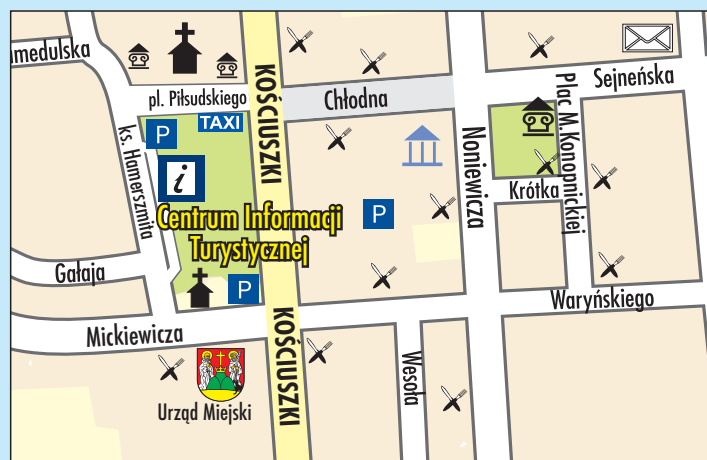 amedulska
pl. Piłsudskiego
TAXI
KOŚCIUSZKI
Chłodna
Sejneńska
Plac M. Konopnickiej
Noniewicza
Krótka
ks. Hamerszmita
P
i
Centrum Informacji
Turystycznej
P
Gałaja
P
Mickiewicza
KOŚCIUSZKI
Waryńskiego
Wesoła
Urząd Miejski